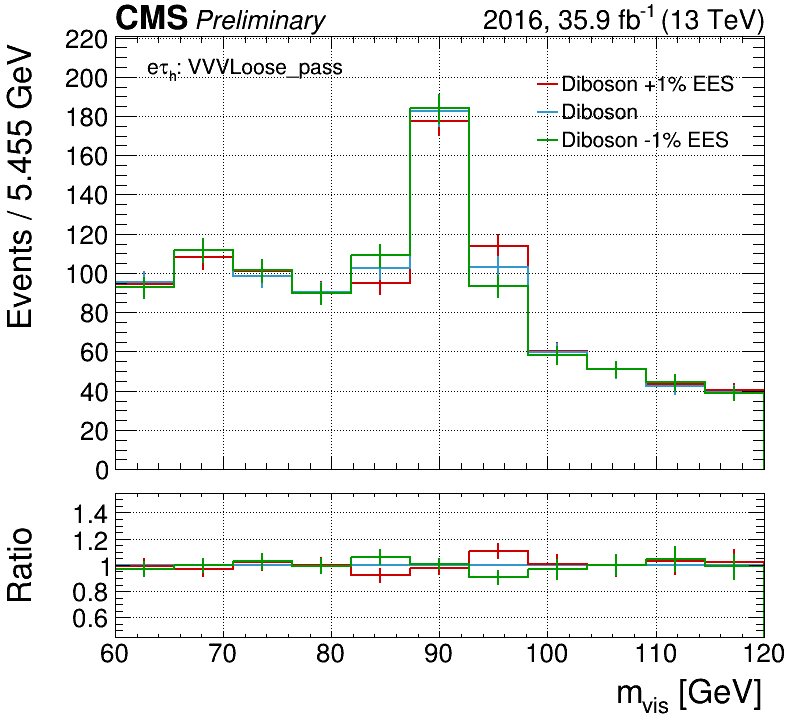 CMS Preliminary 2016, 35.9 fb⁻¹ (13 TeV)
eτₕ: VVVLoose_pass
Diboson +1% EES
Diboson
Diboson -1% EES
Events / 5.455 GeV
220
200
180
160
140
120
100
80
60
40
20
0
Ratio
1.4
1.2
1
0.8
0.6
60 70 80 90 100 110 120
m_vis [GeV]